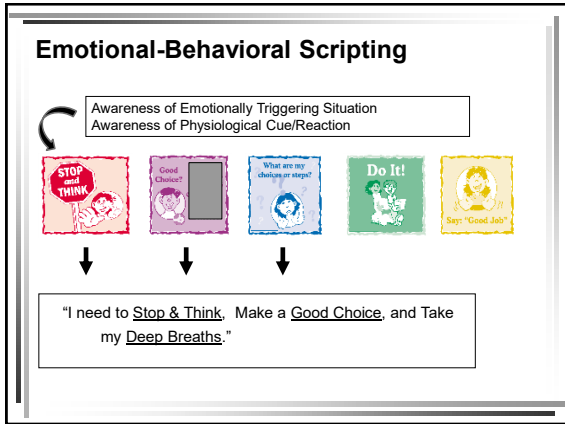 Emotional-Behavioral Scripting
Awareness of Emotionally Triggering Situation
Awareness of Physiological Cue/Reaction
STOP
and
THINK
Good
Choice?
What are my
choices or steps?
Do It!
Say: "Good Job"
“I need to Stop & Think, Make a Good Choice, and Take
my Deep Breaths.”